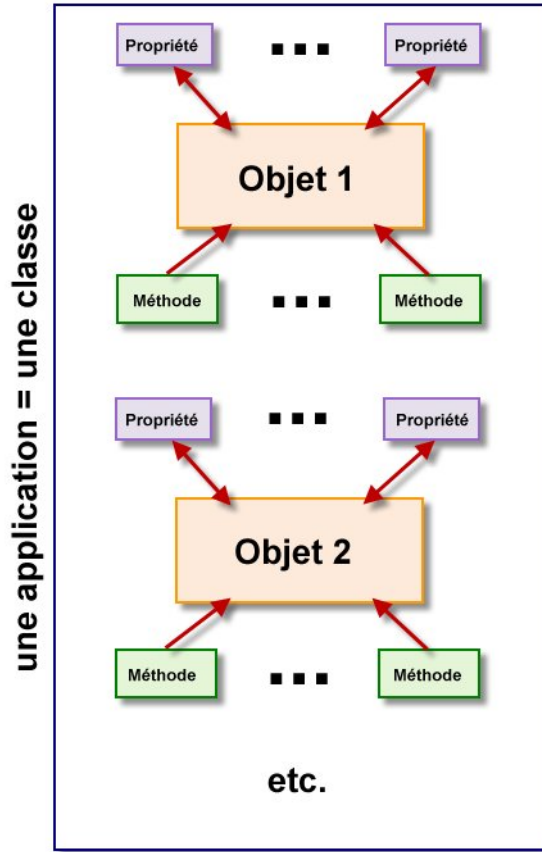 Propriété ... Propriété
Objet 1
Méthode ... Méthode
Propriété ... Propriété
Objet 2
Méthode ... Méthode
etc.
une application = une classe